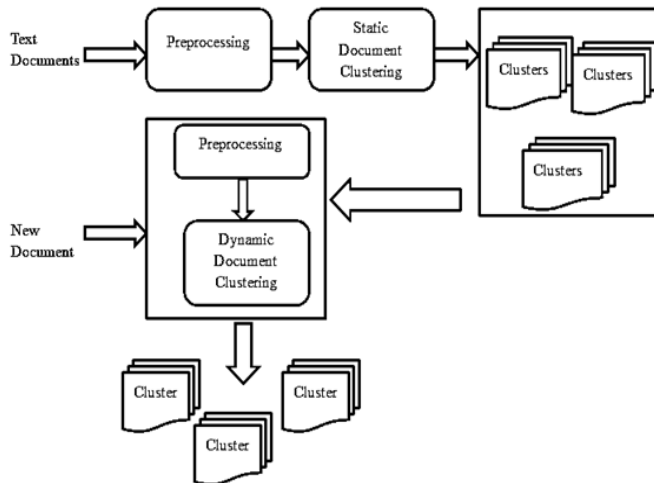 Text
Documents
Preprocessing
Static
Document
Clustering
Clusters
Clusters
Clusters
Preprocessing
New
Document
Dynamic
Document
Clustering
Cluster
Cluster
Cluster